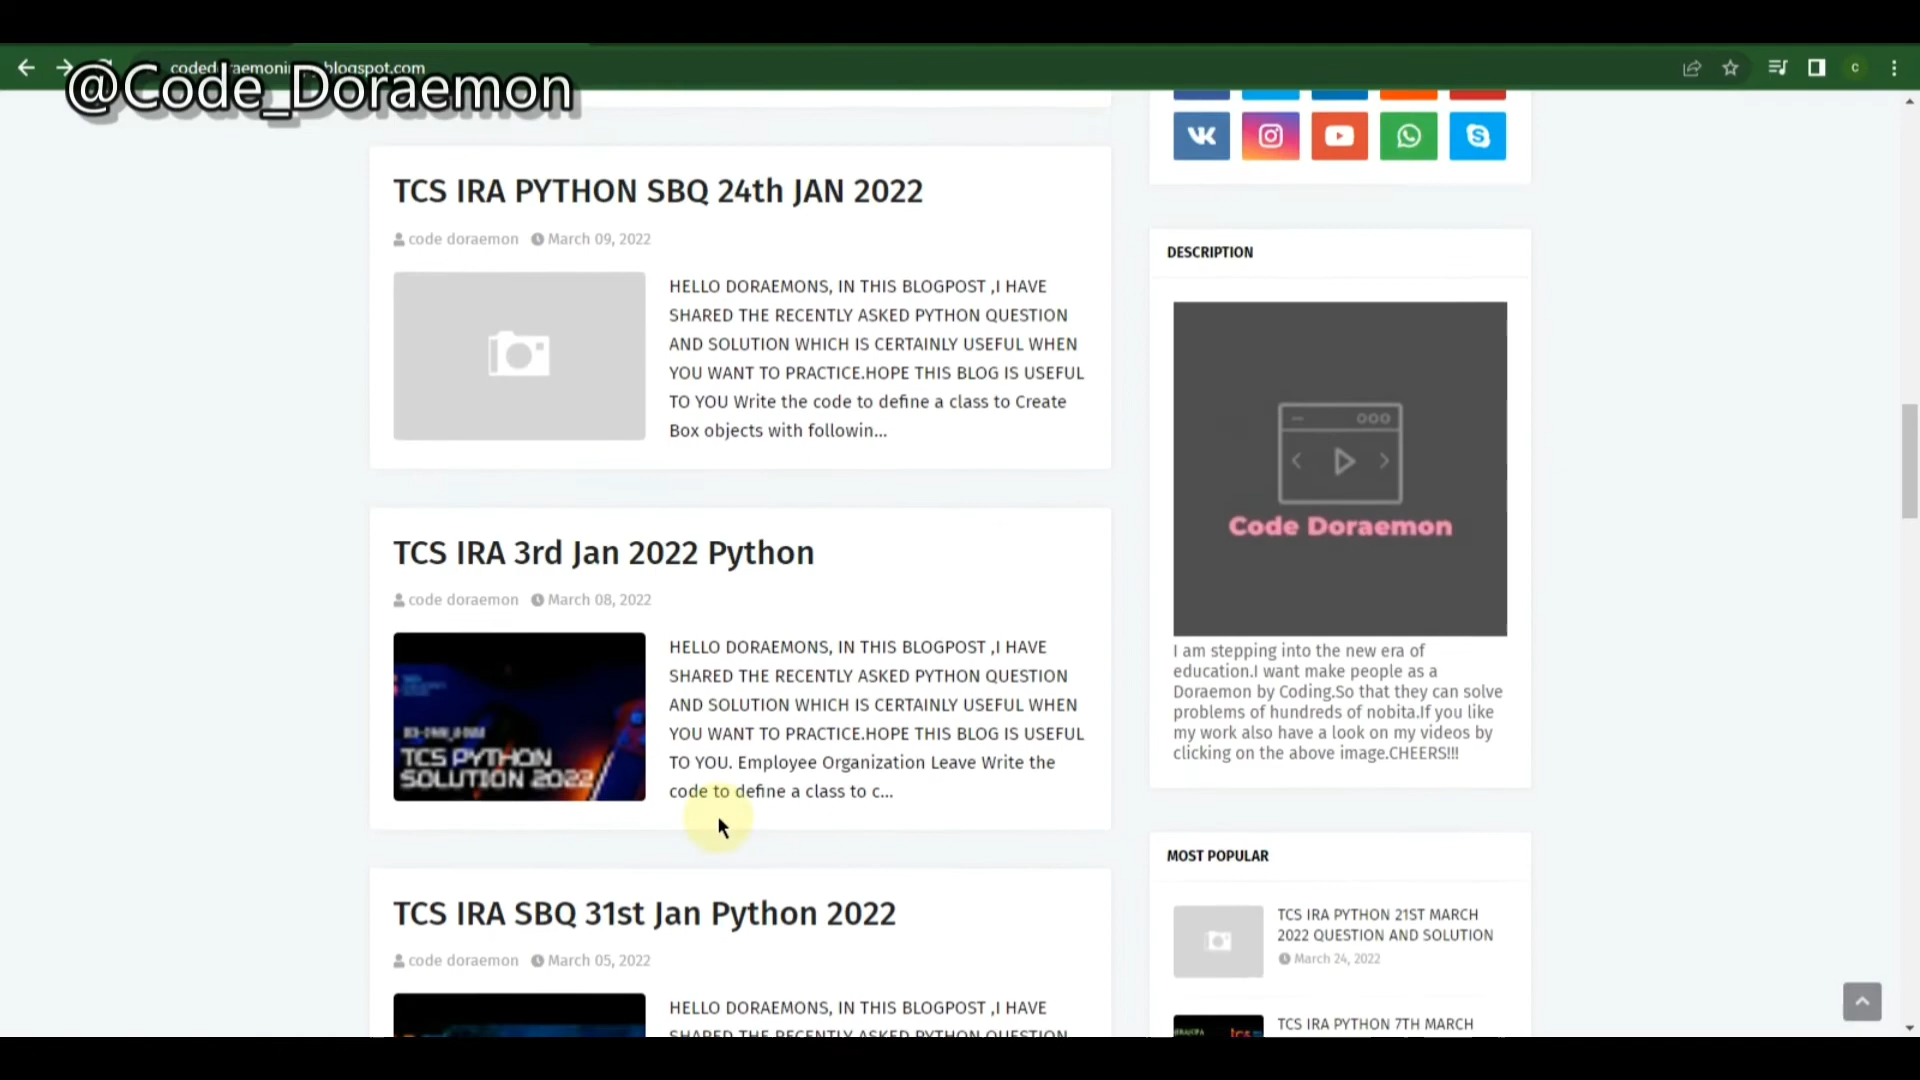 @Code_Doraemon
blogspot.com
C
TCS IRA PYTHON SBQ 24th JAN 2022
code doraemon March 09, 2022
HELLO DORAEMONS, IN THIS BLOGPOST ,I HAVE
SHARED THE RECENTLY ASKED PYTHON QUESTION
AND SOLUTION WHICH IS CERTAINLY USEFUL WHEN
YOU WANT TO PRACTICE.HOPE THIS BLOG IS USEFUL
TO YOU Write the code to define a class to Create
Box objects with followin...
TCS IRA 3rd Jan 2022 Python
code doraemon March 08, 2022
TCS PYTHON
SOLUTION 2022
HELLO DORAEMONS, IN THIS BLOGPOST ,I HAVE
SHARED THE RECENTLY ASKED PYTHON QUESTION
AND SOLUTION WHICH IS CERTAINLY USEFUL WHEN
YOU WANT TO PRACTICE.HOPE THIS BLOG IS USEFUL
TO YOU. Employee Organization Leave Write the
code to define a class to c...
TCS IRA SBQ 31st Jan Python 2022
code doraemon March 05, 2022
HELLO DORAEMONS, IN THIS BLOGPOST ,I HAVE
SHARED THE RECENTLY ASKED PYTHON QUESTION
DESCRIPTION
Code Doraemon
I am stepping into the new era of
education.I want make people as a
Doraemon by Coding.So that they can solve
problems of hundreds of nobita.If you like
my work also have a look on my videos by
clicking on the above image.CHEERS!!!
MOST POPULAR
TCS IRA PYTHON 21ST MARCH
2022 QUESTION AND SOLUTION
March 24, 2022
TCS IRA PYTHON 7TH MARCH